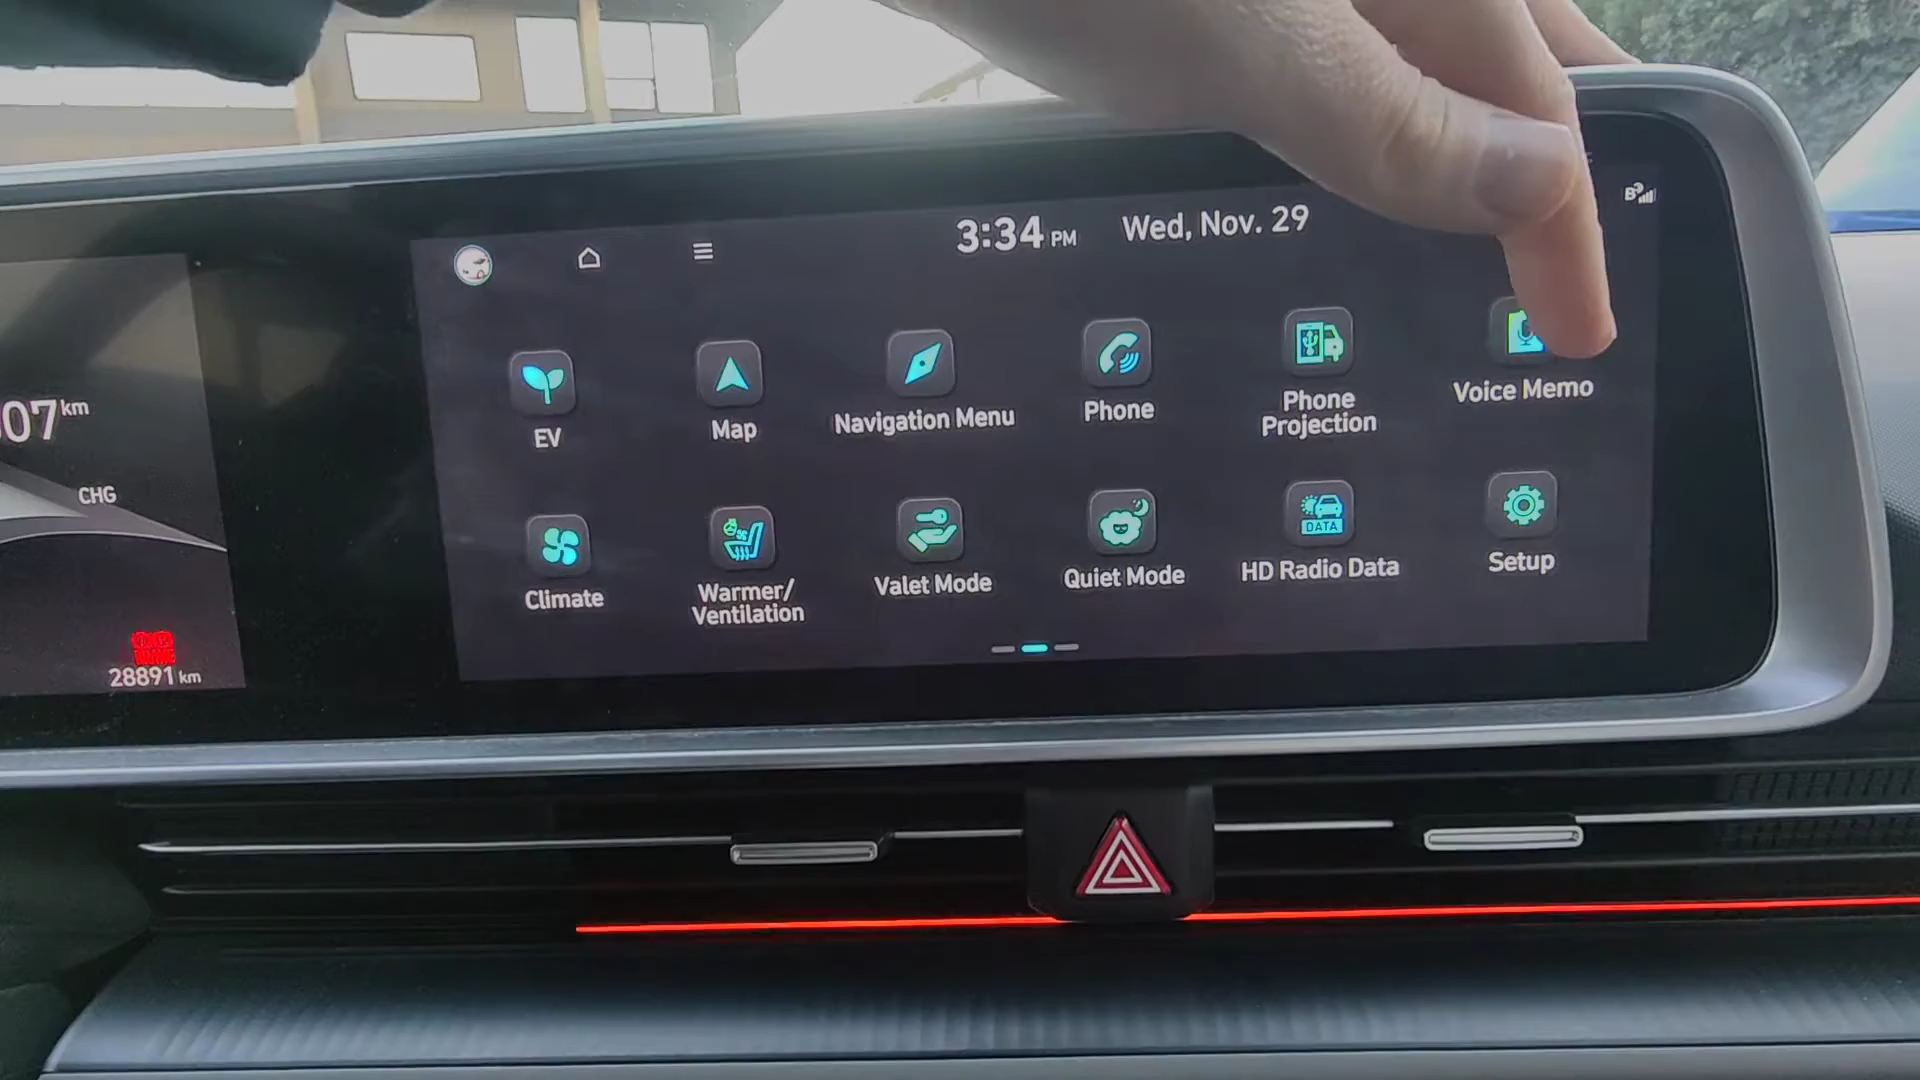 3:34 PM Wed, Nov. 29
EV
Map
Navigation Menu
Phone
Phone
Projection
Voice Memo
Climate
Warmer/
Ventilation
Valet Mode
Quiet Mode
DATA
HD Radio Data
Setup
07 km
CHG
28891 km